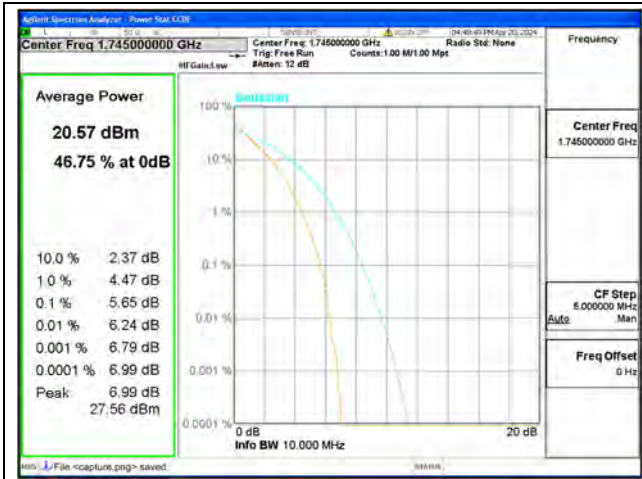 Agilent Spectrum Analyzer - Power Stat CCDF
Center Freq 1.745000000 GHz
Center Freq: 1.745000000 GHz
Radio Std: None
04:49:49 PM Apr 20, 2024
Trig: Free Run
Counts:1.00 M/1.00 Mpt
#IFGain:Low
#Atten: 12 dB
Frequency
Average Power
20.57 dBm
46.75 % at 0dB
10.0 % 2.37 dB
1.0 % 4.47 dB
0.1 % 5.65 dB
0.01 % 6.24 dB
0.001 % 6.79 dB
0.0001 % 6.99 dB
Peak 6.99 dB
27.56 dBm
Gaussian
100 %
10 %
1 %
0.1 %
0.01 %
0.001 %
0.0001 %
0 dB
20 dB
Info BW 10.000 MHz
Center Freq
1.745000000 GHz
CF Step
5.000000 MHz
Auto Man
Freq Offset
0 Hz
MSG File <capture.png> saved
STATUS